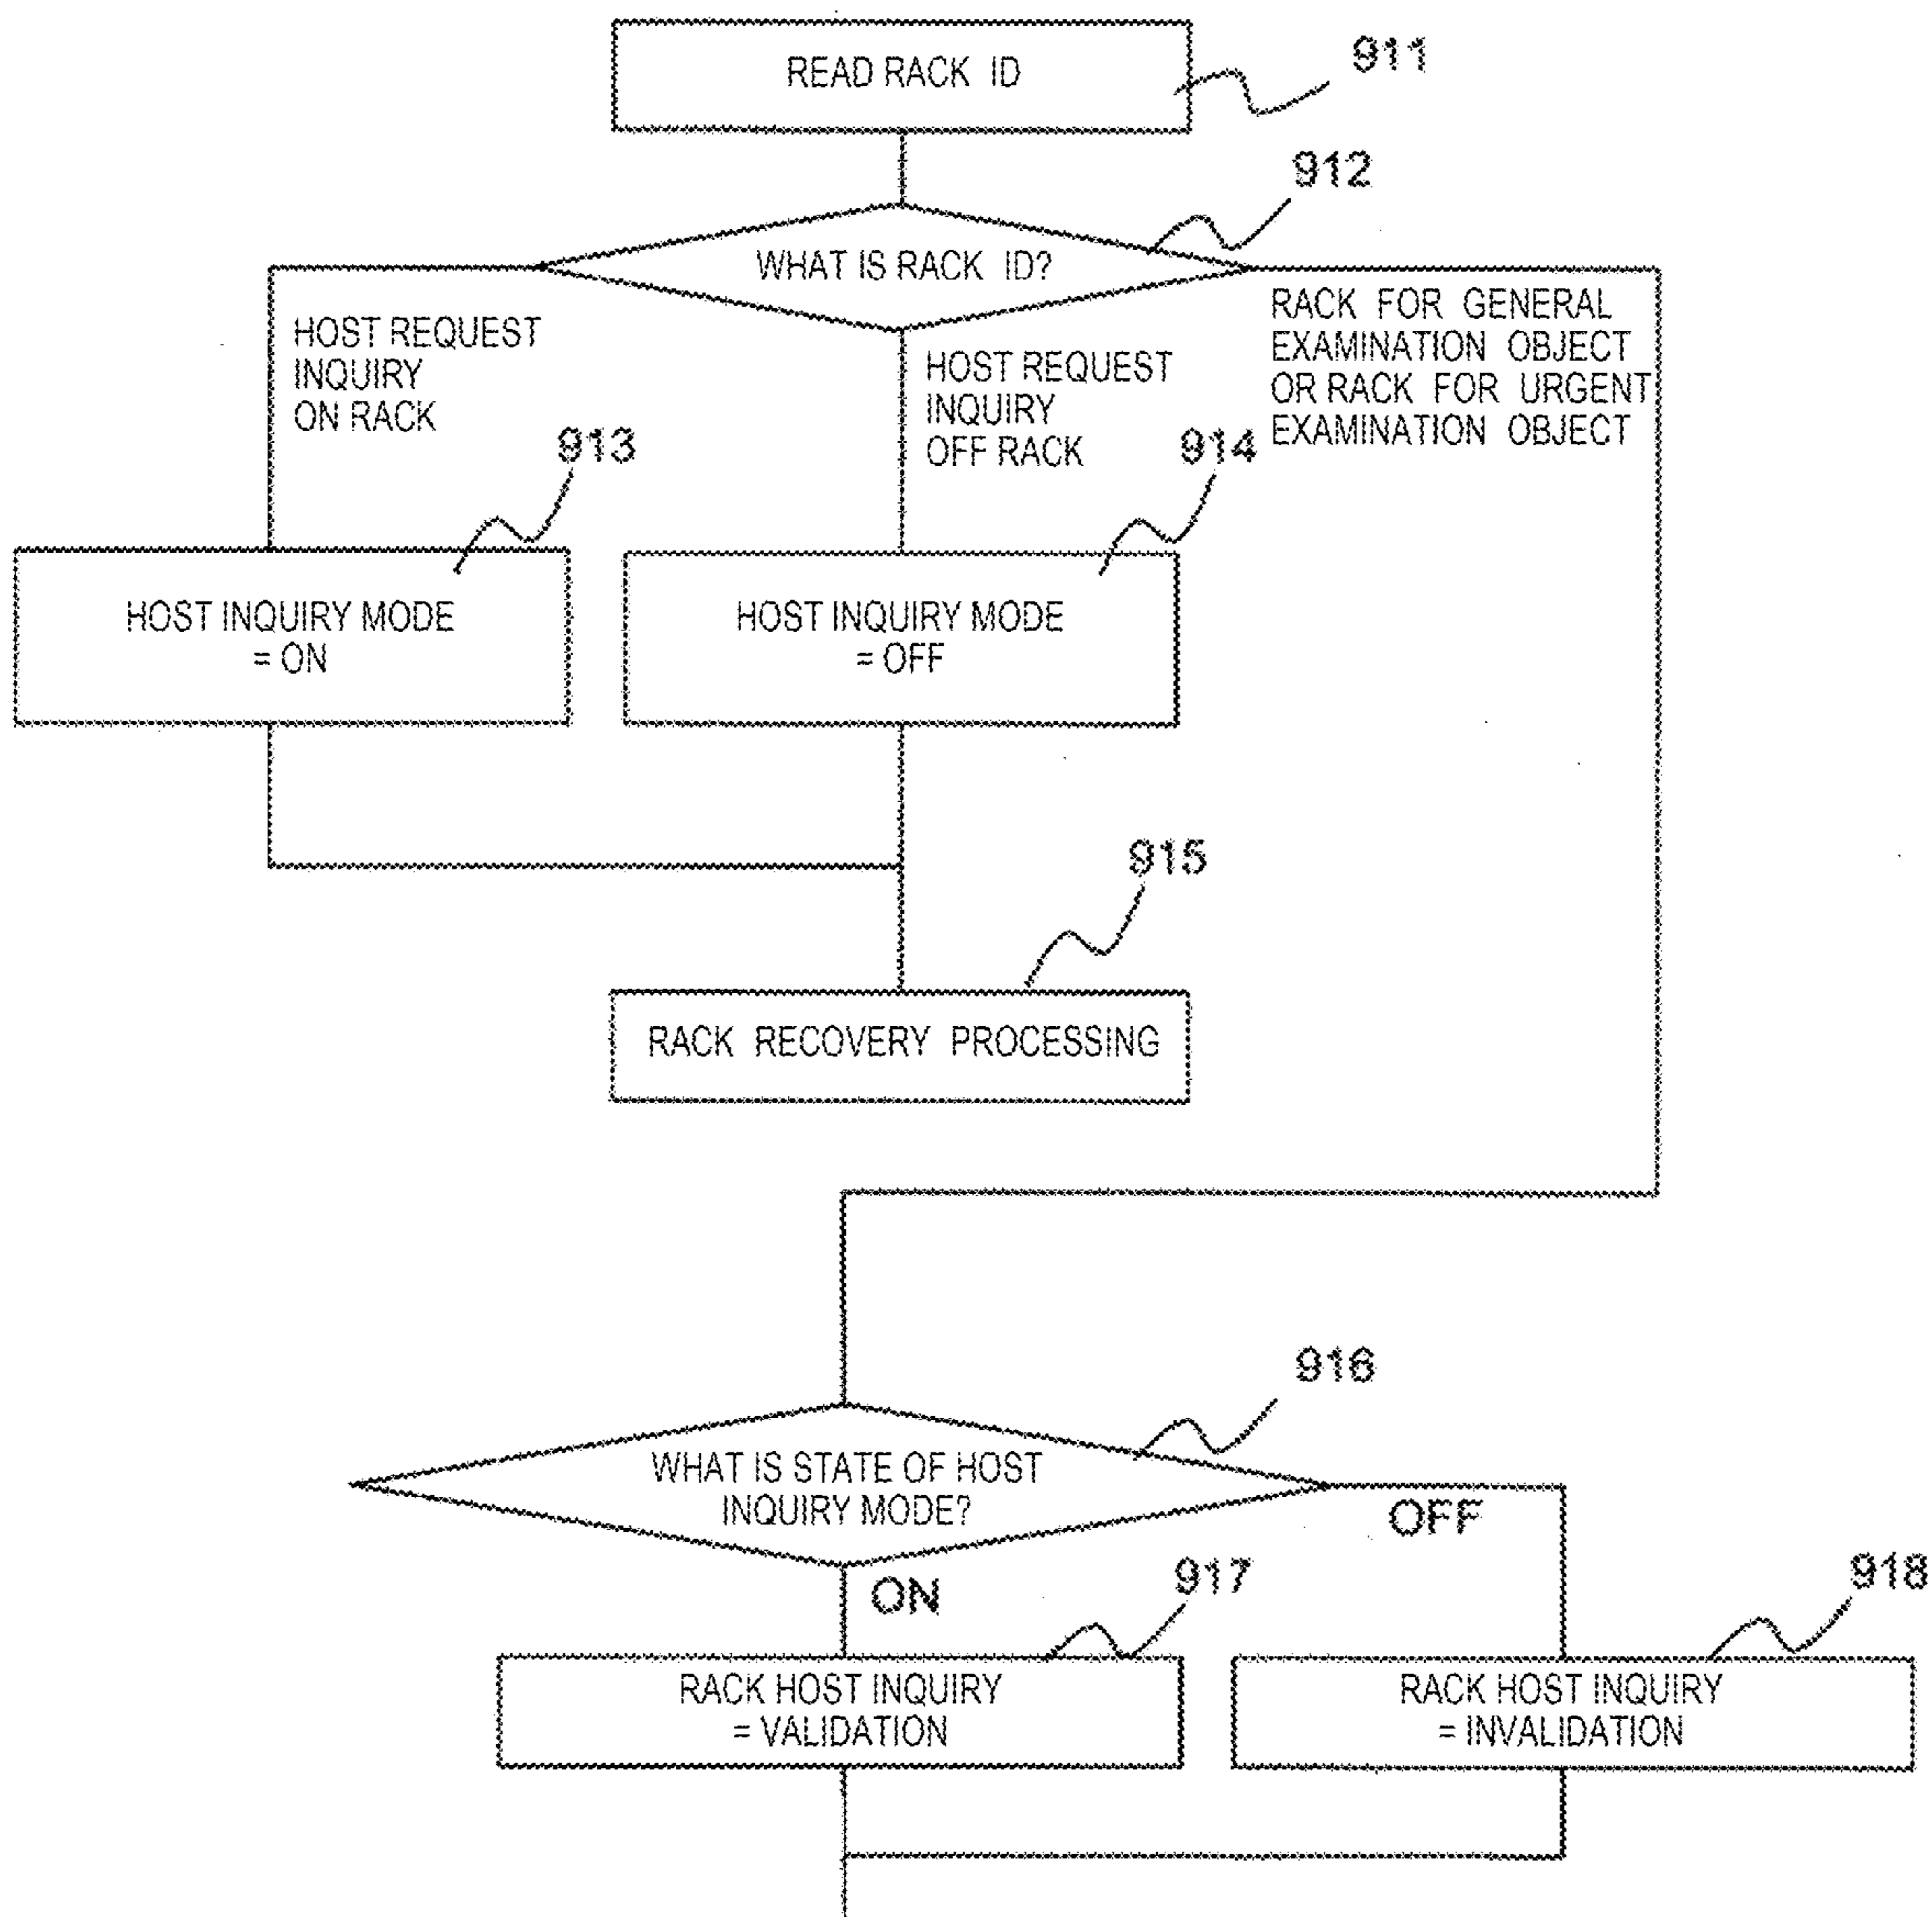 READ RACK ID
911
912
WHAT IS RACK ID?
HOST REQUEST
INQUIRY
ON RACK
HOST REQUEST
INQUIRY
OFF RACK
RACK FOR GENERAL
EXAMINATION OBJECT
OR RACK FOR URGENT
EXAMINATION OBJECT
913
914
HOST INQUIRY MODE
= ON
HOST INQUIRY MODE
= OFF
915
RACK RECOVERY PROCESSING
916
WHAT IS STATE OF HOST
INQUIRY MODE?
OFF
ON
917
918
RACK HOST INQUIRY
= VALIDATION
RACK HOST INQUIRY
= INVALIDATION